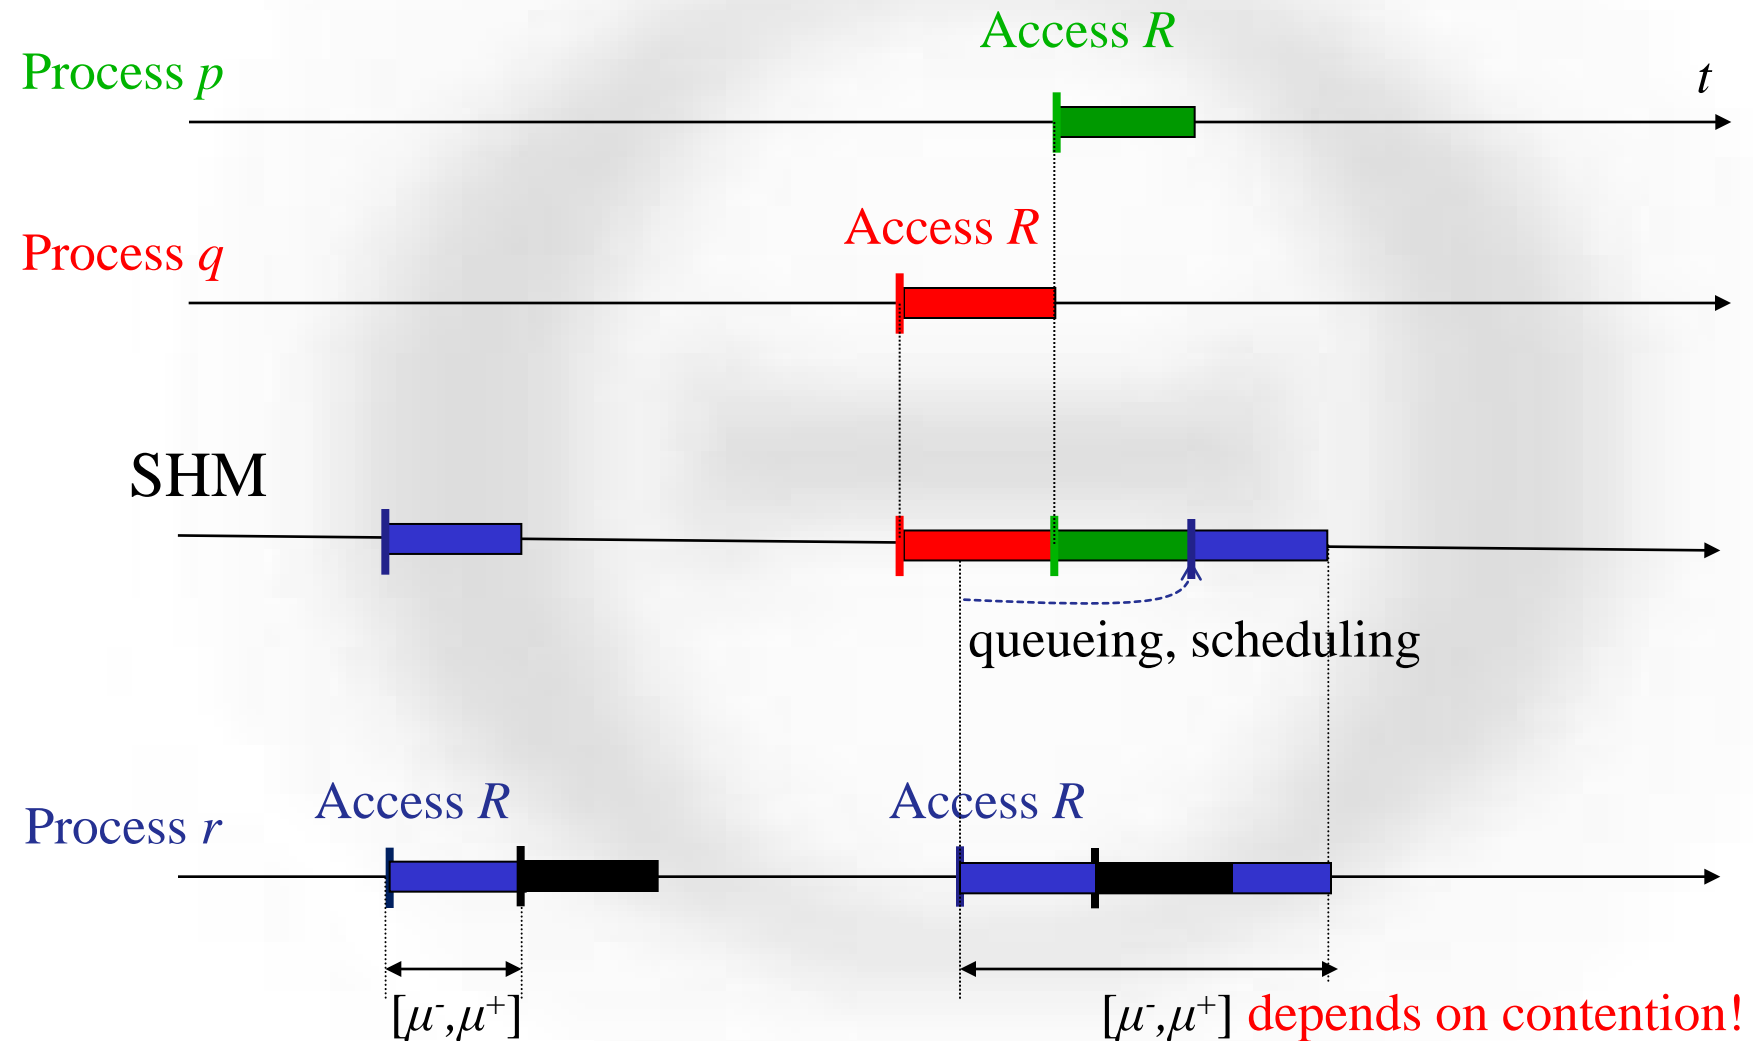 Access R
Process p
t
Access R
Process q
SHM
queueing, scheduling
Access R
Access R
Process r
[μ-,μ+]
[μ-,μ+] depends on contention!